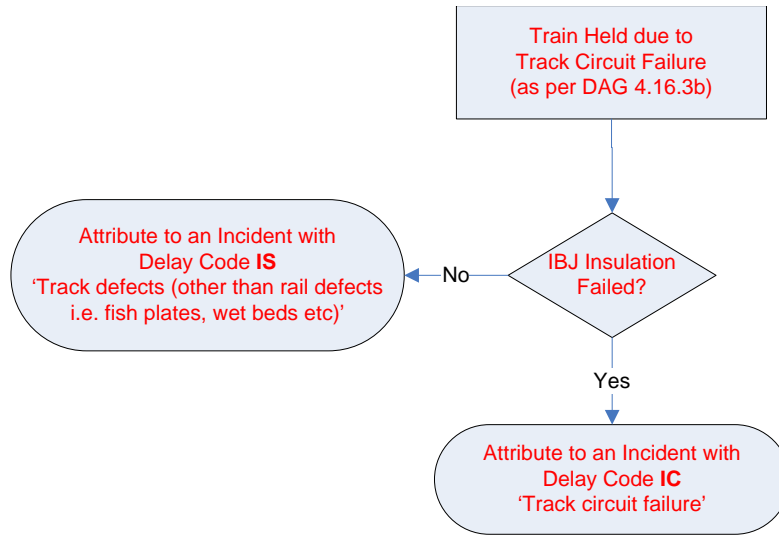 Train Held due to
Track Circuit Failure
(as per DAG 4.16.3b)
IBJ Insulation
Failed?
No
Attribute to an Incident with
Delay Code IS
‘Track defects (other than rail defects
i.e. fish plates, wet beds etc)’
Yes
Attribute to an Incident with
Delay Code IC
‘Track circuit failure’